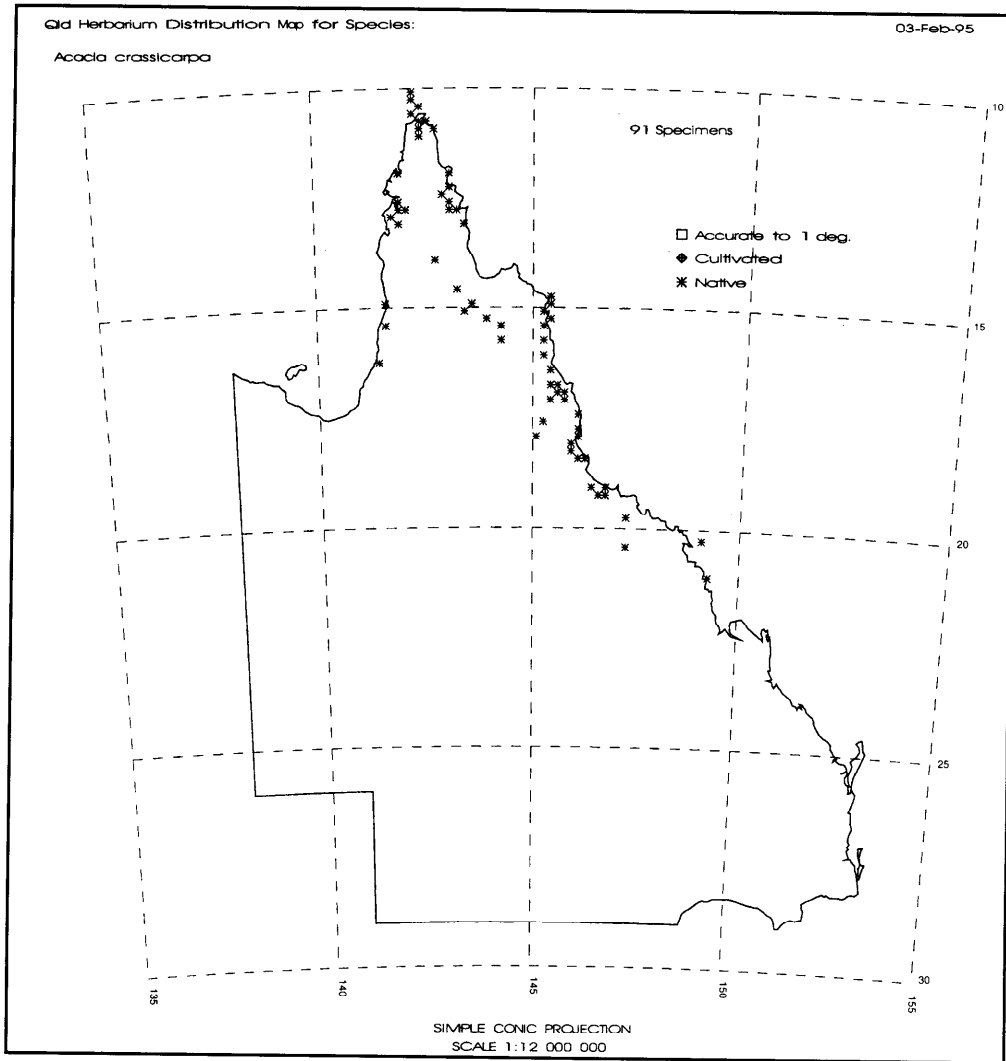 Qld Herbarium Distribution Map for Species:
03-Feb-95
Acacia crassicarpa
91 Specimens
Accurate to 1 deg.
Cultivated
Native
10
15
20
25
30
135
140
145
150
155
SIMPLE CONIC PROJECTION
SCALE 1:12 000 000